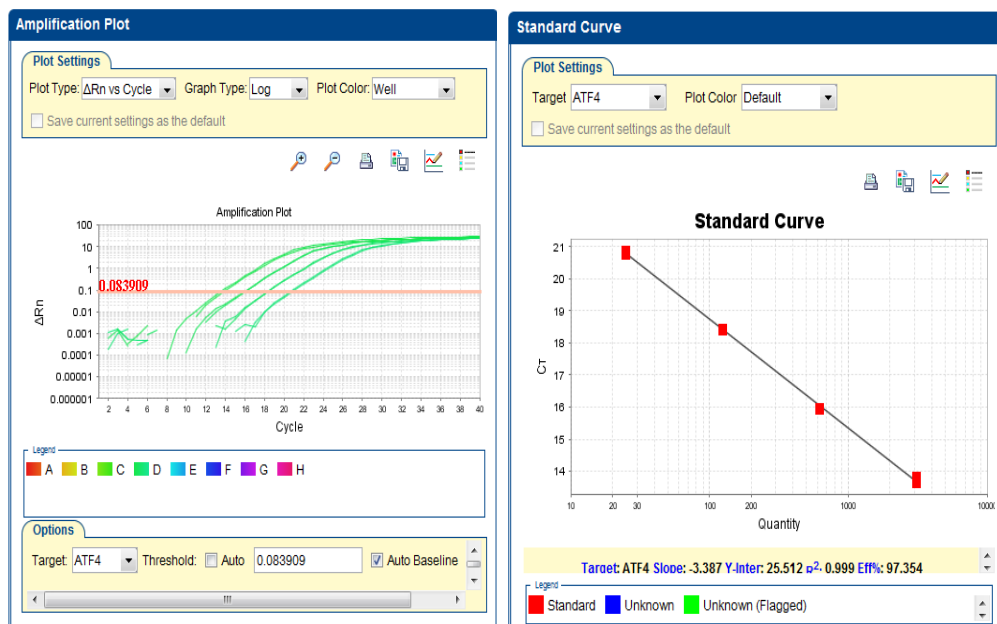 Amplification Plot
Plot Settings
Plot Type: ΔRn vs Cycle Graph Type: Log Plot Color: Well
Save current settings as the default
Amplification Plot
100
10
1
0.1
0.01
0.001
0.0001
0.00001
0.000001
0.083909
ΔRn
2 4 6 8 10 12 14 16 18 20 22 24 26 28 30 32 34 36 38 40
Cycle
Legend
A B C D E F G H
Options
Target: ATF4 Threshold: Auto 0.083909 Auto Baseline
Standard Curve
Plot Settings
Target ATF4 Plot Color Default
Save current settings as the default
Standard Curve
21
20
19
18
17
16
15
14
CT
10 20 30 100 200 1000 10000
Quantity
Target: ATF4 Slope: -3.387 Y-Inter: 25.512 R²: 0.999 Eff%: 97.354
Legend
Standard Unknown Unknown (Flagged)